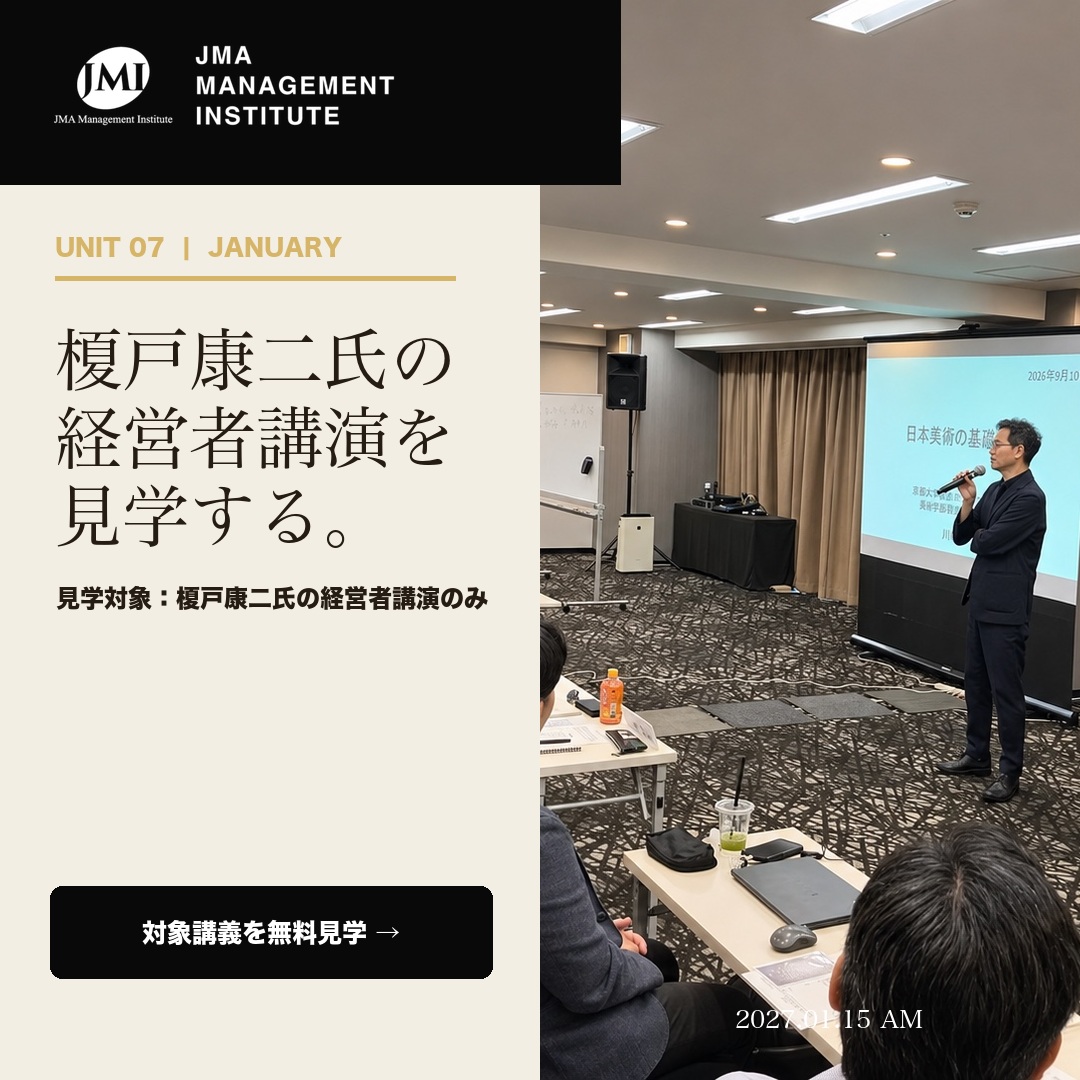 JMI
JMA Management Institute
JMA
MANAGEMENT
INSTITUTE
UNIT 07 | JANUARY
榎戸康二氏の
経営者講演を
見学する。
見学対象：榎戸康二氏の経営者講演のみ
対象講義を無料見学 →
2026年9月10
日本美術の基礎
2027.01.15 AM